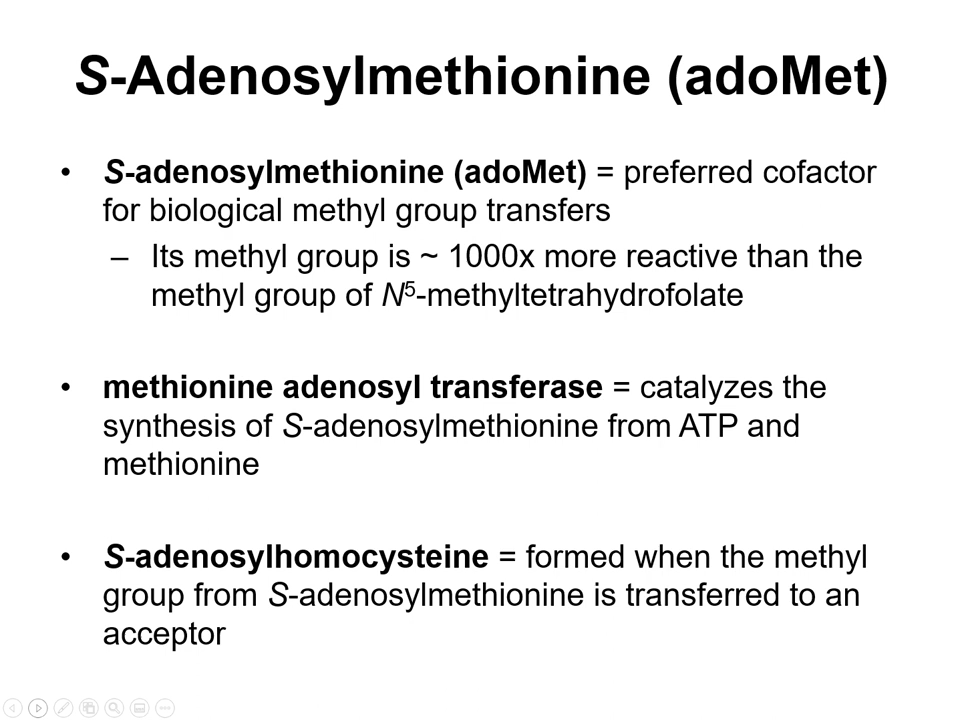 S-Adenosylmethionine (adoMet)
• S-adenosylmethionine (adoMet) = preferred cofactor
for biological methyl group transfers
– Its methyl group is ~ 1000x more reactive than the
methyl group of N⁵-methyltetrahydrofolate
• methionine adenosyl transferase = catalyzes the
synthesis of S-adenosylmethionine from ATP and
methionine
• S-adenosylhomocysteine = formed when the methyl
group from S-adenosylmethionine is transferred to an
acceptor